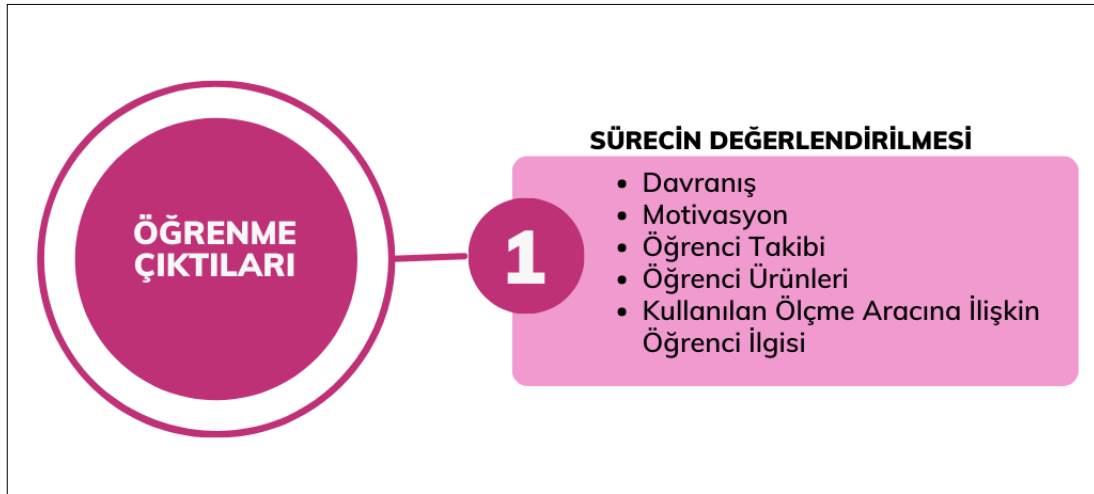 ÖĞRENME
ÇIKTILARI
1
SÜRECİN DEĞERLENDİRİLMESİ
• Davranış
• Motivasyon
• Öğrenci Takibi
• Öğrenci Ürünleri
• Kullanılan Ölçme Aracına İlişkin
Öğrenci İlgisi